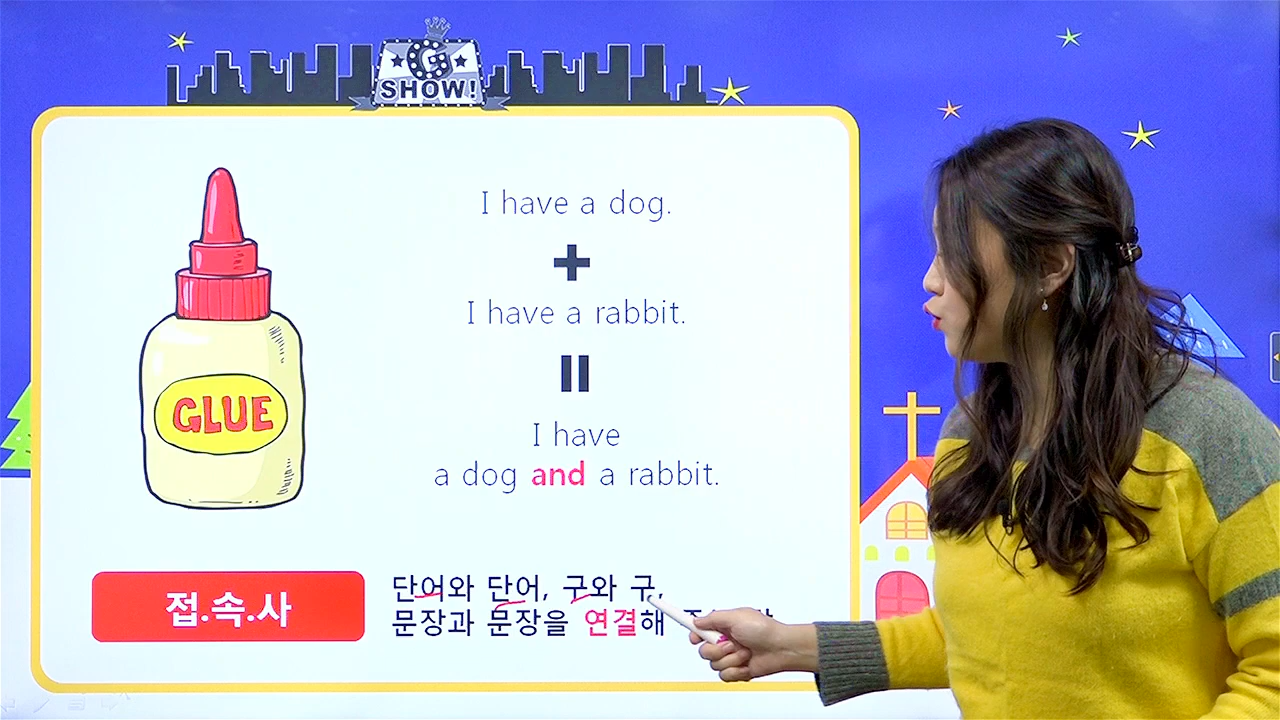 G
SHOW!
I have a dog.
+
I have a rabbit.
=
I have
a dog and a rabbit.
GLUE
접.속.사
단어와 단어, 구와 구,
문장과 문장을 연결해